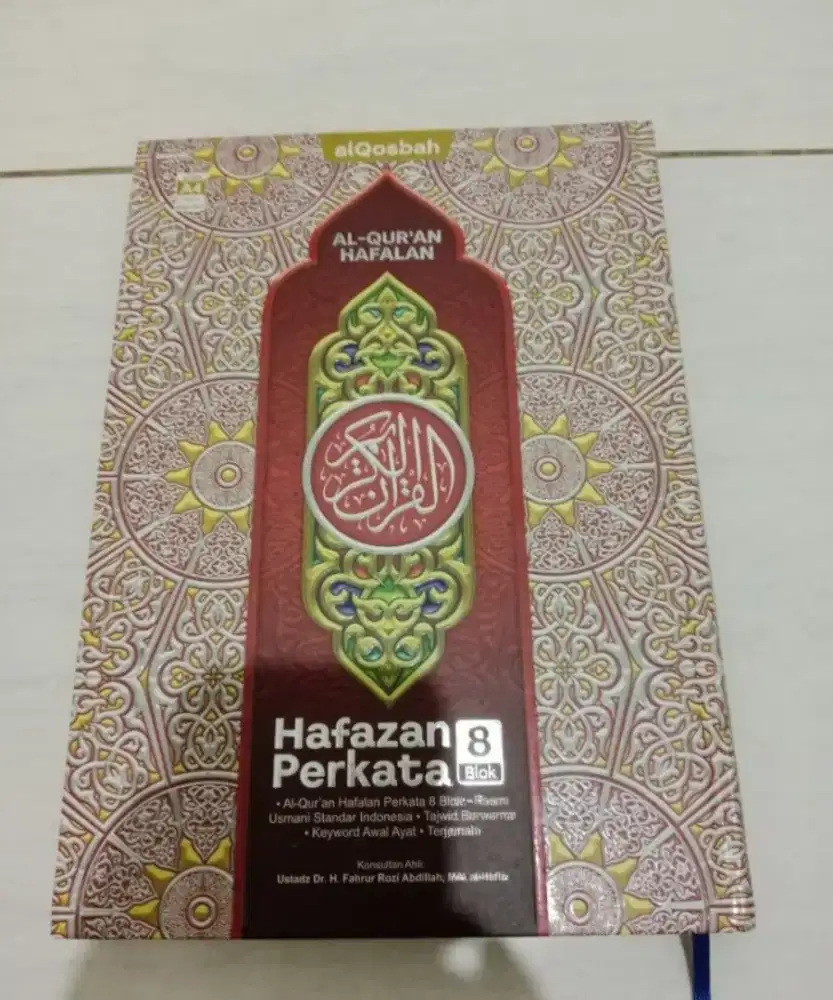 alQosbah
A4
AL-QUR'AN
HAFALAN
القرآن الكريم
Hafazan 8
Perkata Blok
• Al-Qur'an Hafalan Perkata 8 Blok • Rasm
Usmani Standar Indonesia • Tajwid Berwarna
• Keyword Awal Ayat • Terjemah
Konsultan Ahli:
Ustadz Dr. H. Fahrur Rozi Abdillah, MA. al-Hafiz